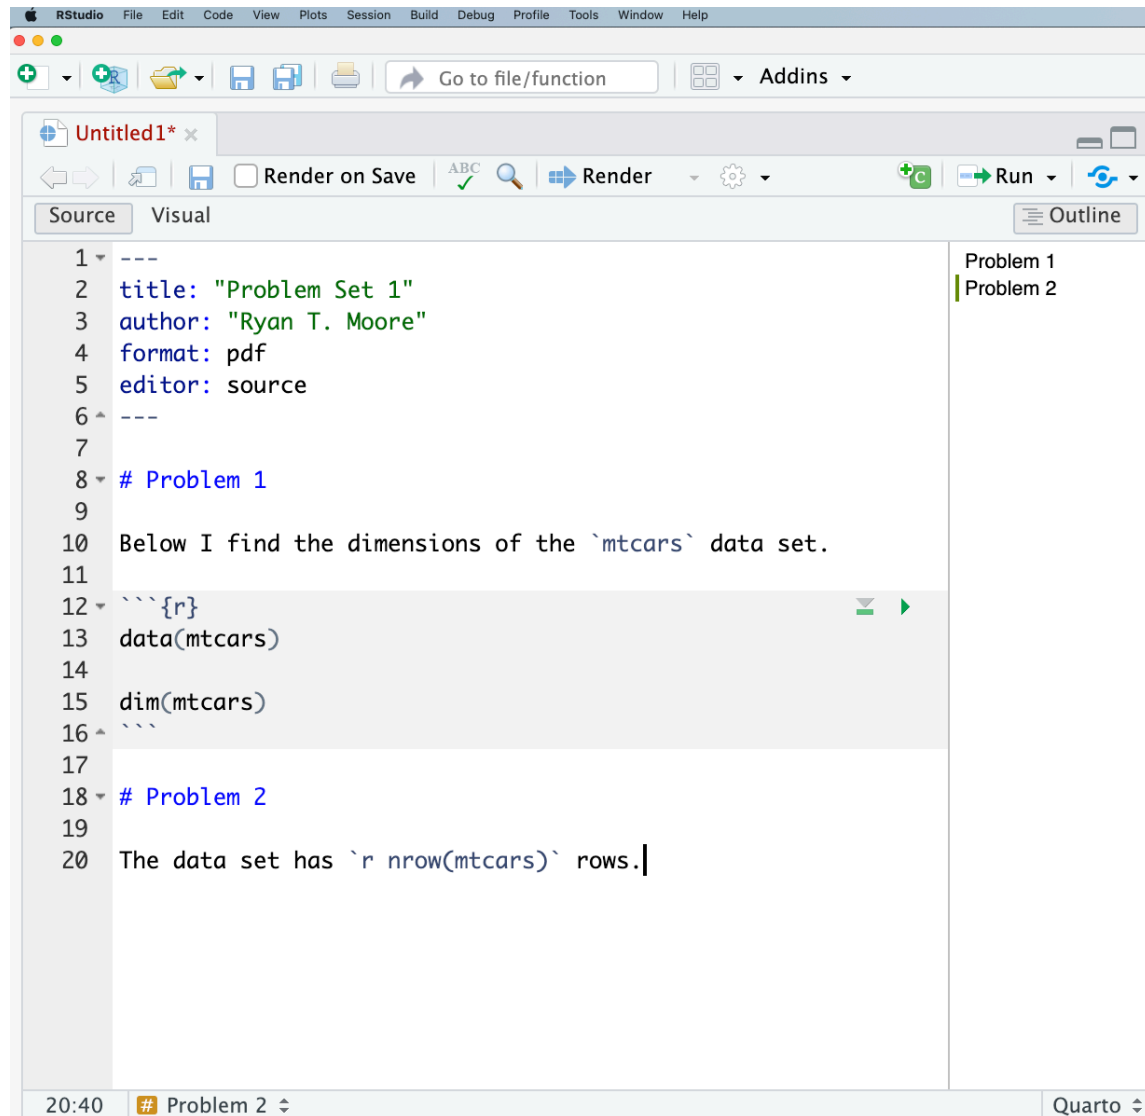 RStudio File Edit Code View Plots Session Build Debug Profile Tools Window Help
R Go to file/function Addins
Untitled1*
Render on Save ABC Render C Run
Source Visual Outline
1 ---
2 title: "Problem Set 1"
3 author: "Ryan T. Moore"
4 format: pdf
5 editor: source
6 ---
7
8 # Problem 1
9
10 Below I find the dimensions of the `mtcars` data set.
11
12 ```{r}
13 data(mtcars)
14
15 dim(mtcars)
16 ```
17
18 # Problem 2
19
20 The data set has `r nrow(mtcars)` rows.
Problem 1
Problem 2
20:40 # Problem 2 Quarto